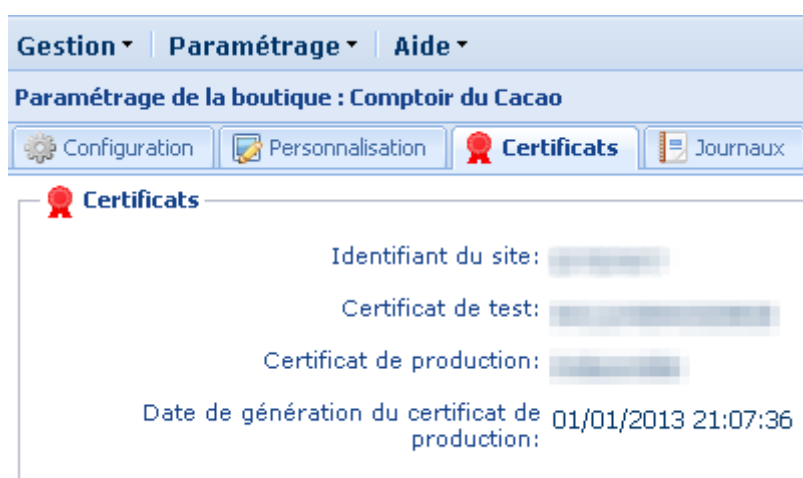 Gestion Paramétrage Aide
Paramétrage de la boutique : Comptoir du Cacao
Configuration Personnalisation Certificats Journaux
Certificats
Identifiant du site:
Certificat de test:
Certificat de production:
Date de génération du certificat de 01/01/2013 21:07:36
production: